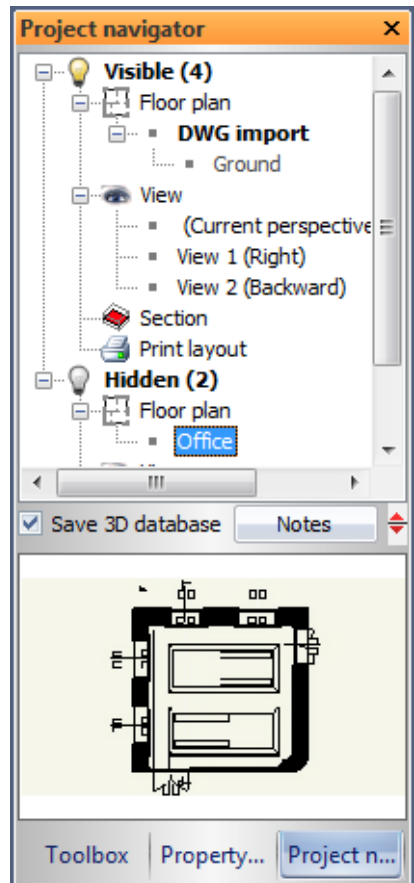 Project navigator
Visible (4)
Floor plan
DWG import
Ground
View
(Current perspective
View 1 (Right)
View 2 (Backward)
Section
Print layout
Hidden (2)
Floor plan
Office
Save 3D database Notes
Toolbox Property... Project n...